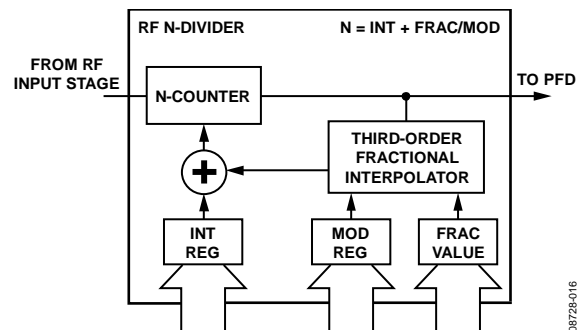 RF N-DIVIDER
N = INT + FRAC/MOD
FROM RF
INPUT STAGE
TO PFD
N-COUNTER
THIRD-ORDER
FRACTIONAL
INTERPOLATOR
+
INT
REG
MOD
REG
FRAC
VALUE
08728-016